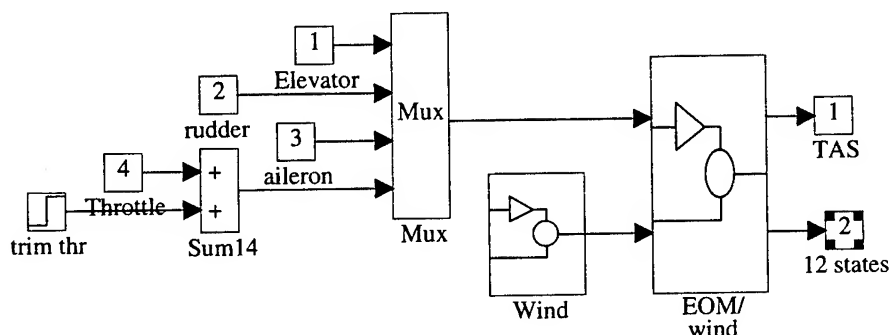 1
Elevator
2
rudder
3
aileron
4
Throttle
trim thr
+
+
Sum14
Mux
Mux
Wind
EOM/
wind
1
TAS
2
12 states